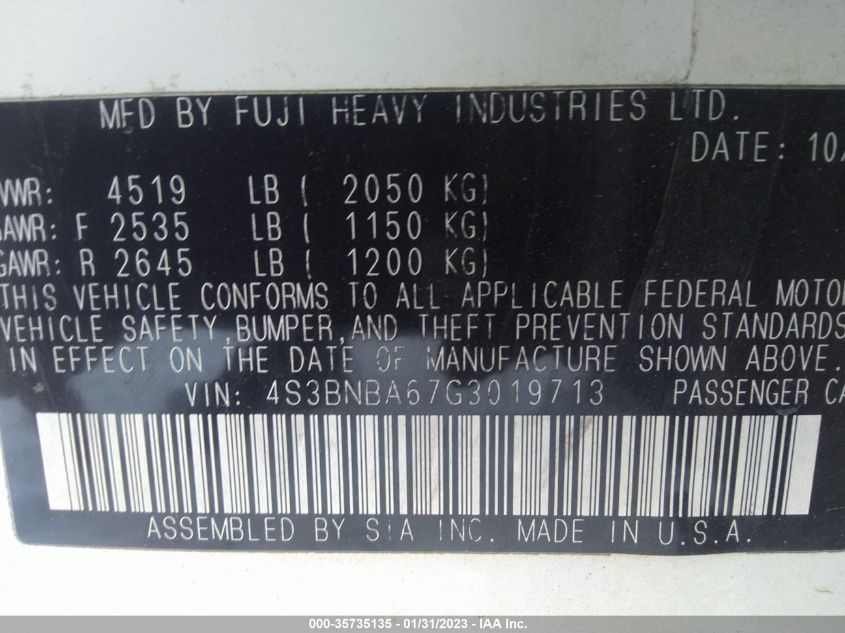 MFD BY FUJI HEAVY INDUSTRIES LTD.
DATE: 10/
VWR: 4519 LB ( 2050 KG)
AWR: F 2535 LB ( 1150 KG)
GAWR: R 2645 LB ( 1200 KG)
THIS VEHICLE CONFORMS TO ALL APPLICABLE FEDERAL MOTOR
VEHICLE SAFETY, BUMPER, AND THEFT PREVENTION STANDARDS
IN EFFECT ON THE DATE OF MANUFACTURE SHOWN ABOVE.
VIN: 4S3BNBA67G3019713 PASSENGER CA
ASSEMBLED BY SIA INC. MADE IN U.S.A.
000-35735135 - 01/31/2023 - IAA Inc.